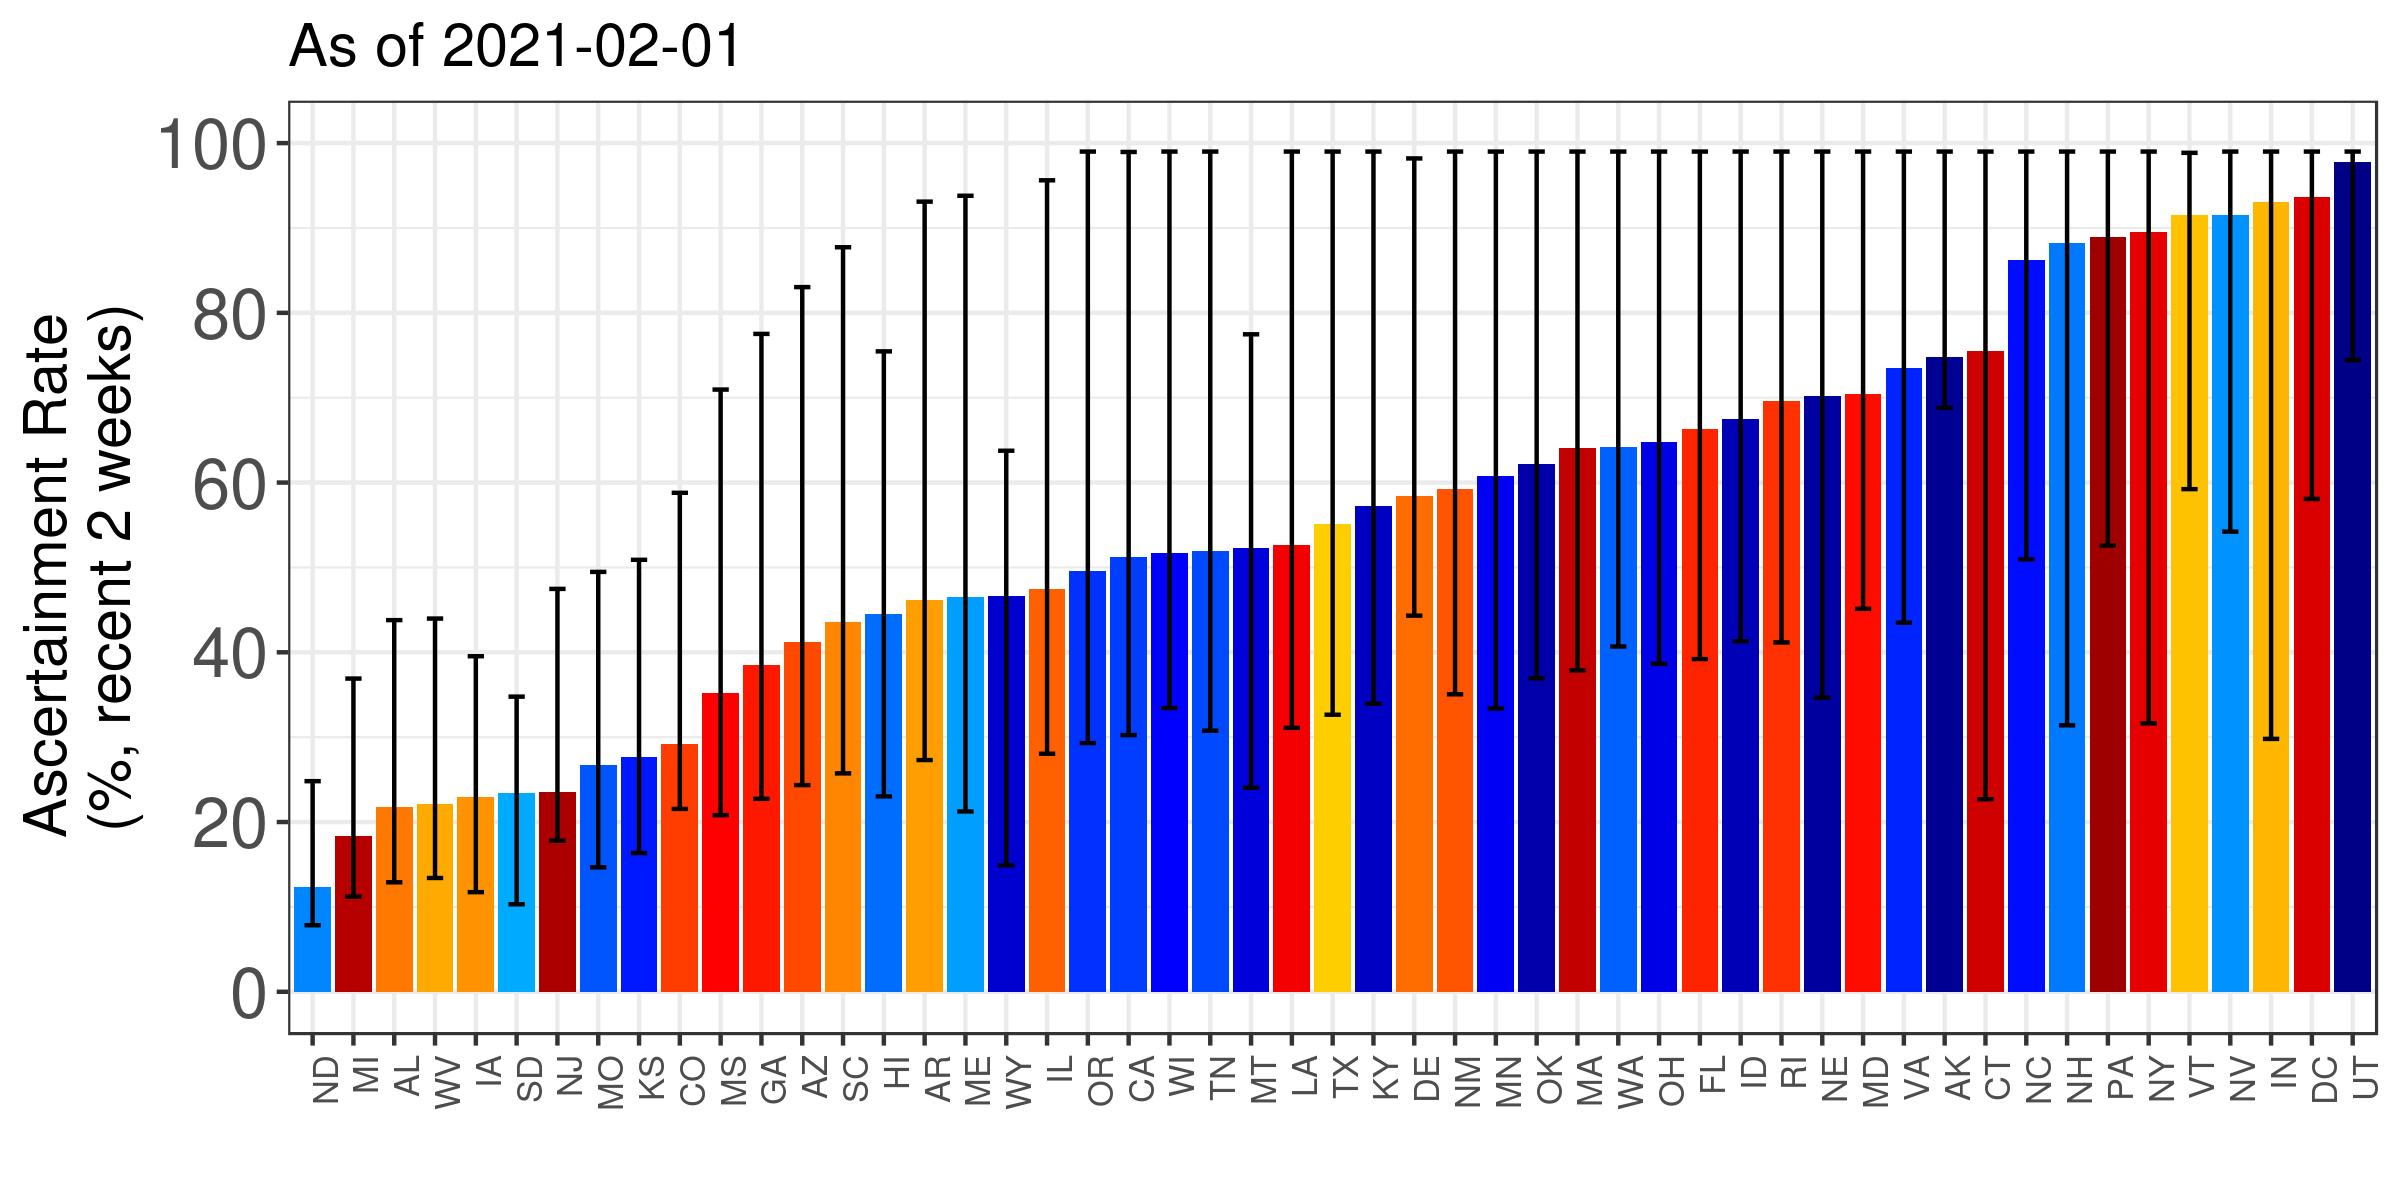 As of 2021-02-01
Ascertainment Rate
(%, recent 2 weeks)
100
80
60
40
20
0
ND MI AL WV IA SD NJ MO KS CO MS GA AZ SC HI AR ME WY IL OR CA WI TN MT LA TX KY DE NM MN OK MA WA OH FL ID RI NE MD VA AK CT NC NH PA NY VT NV IN DC UT